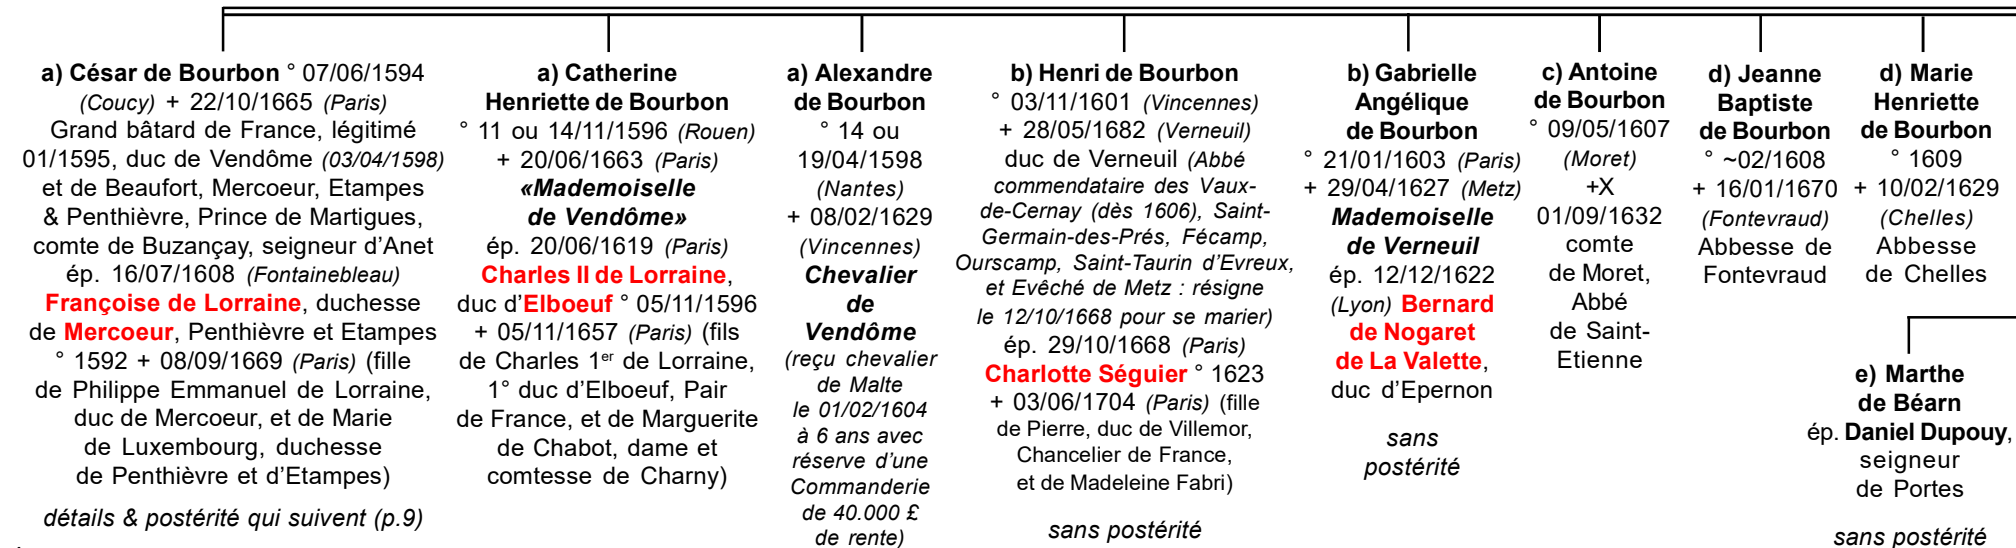 a) César de Bourbon ° 07/06/1594
(Coucy) + 22/10/1665 (Paris)
Grand bâtard de France, légitimé
01/1595, duc de Vendôme (03/04/1598)
et de Beaufort, Mercoeur, Etampes
& Penthièvre, Prince de Martigues,
comte de Buzançay, seigneur d'Anet
ép. 16/07/1608 (Fontainebleau)
Françoise de Lorraine, duchesse
de Mercoeur, Penthièvre et Etampes
° 1592 + 08/09/1669 (Paris) (fille
de Philippe Emmanuel de Lorraine,
duc de Mercoeur, et de Marie
de Luxembourg, duchesse
de Penthièvre et d'Etampes)
détails & postérité qui suivent (p.9)
a) Catherine
Henriette de Bourbon
° 11 ou 14/11/1596 (Rouen)
+ 20/06/1663 (Paris)
«Mademoiselle
de Vendôme»
ép. 20/06/1619 (Paris)
Charles II de Lorraine,
duc d'Elboeuf ° 05/11/1596
+ 05/11/1657 (Paris) (fils
de Charles 1er de Lorraine,
1° duc d'Elboeuf, Pair
de France, et de Marguerite
de Chabot, dame et
comtesse de Charny)
a) Alexandre
de Bourbon
° 14 ou
19/04/1598
(Nantes)
+ 08/02/1629
(Vincennes)
Chevalier
de
Vendôme
(reçu chevalier
de Malte
le 01/02/1604
à 6 ans avec
réserve d'une
Commanderie
de 40.000 £
de rente)
b) Henri de Bourbon
° 03/11/1601 (Vincennes)
+ 28/05/1682 (Verneuil)
duc de Verneuil (Abbé
commendataire des Vaux-
de-Cernay (dès 1606), Saint-
Germain-des-Prés, Fécamp,
Ourscamp, Saint-Taurin d'Evreux,
et Evêché de Metz : résigne
le 12/10/1668 pour se marier)
ép. 29/10/1668 (Paris)
Charlotte Séguier ° 1623
+ 03/06/1704 (Paris) (fille
de Pierre, duc de Villemor,
Chancelier de France,
et de Madeleine Fabri)
sans postérité
b) Gabrielle
Angélique
de Bourbon
° 21/01/1603 (Paris)
+ 29/04/1627 (Metz)
Mademoiselle
de Verneuil
ép. 12/12/1622
(Lyon) Bernard
de Nogaret
de La Valette,
duc d'Epernon
sans
postérité
c) Antoine
de Bourbon
° 09/05/1607
(Moret)
+X
01/09/1632
comte
de Moret,
Abbé
de Saint-
Etienne
d) Jeanne
Baptiste
de Bourbon
° ~02/1608
+ 16/01/1670
(Fontevraud)
Abbesse de
Fontevraud
d) Marie
Henriette
de Bourbon
° 1609
+ 10/02/1629
(Chelles)
Abbesse
de Chelles
e) Marthe
de Béarn
ép. Daniel Dupouy,
seigneur
de Portes
sans postérité